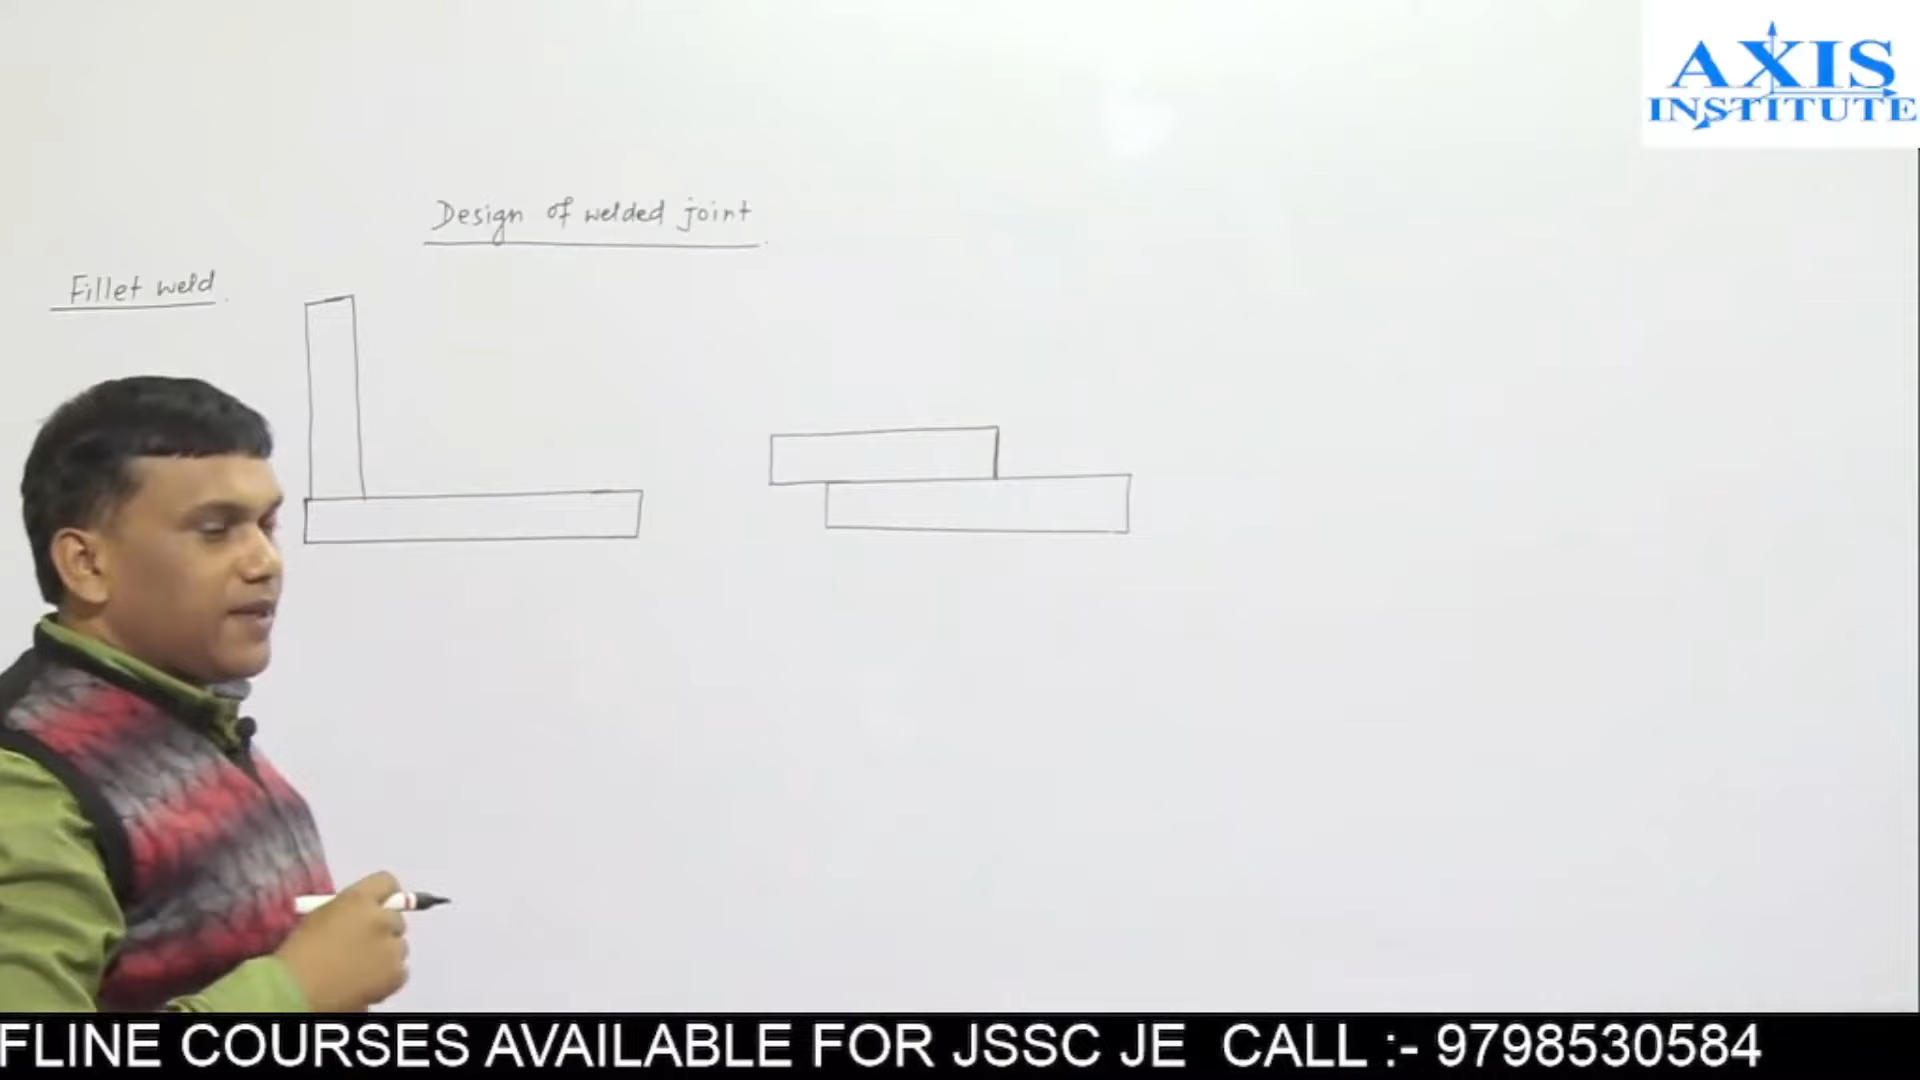 AXIS
INSTITUTE
Design of welded joint
Fillet weld
FLINE COURSES AVAILABLE FOR JSSC JE CALL :- 9798530584